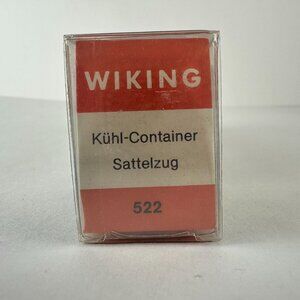 WIKING
Kühl-Container
Sattelzug
522